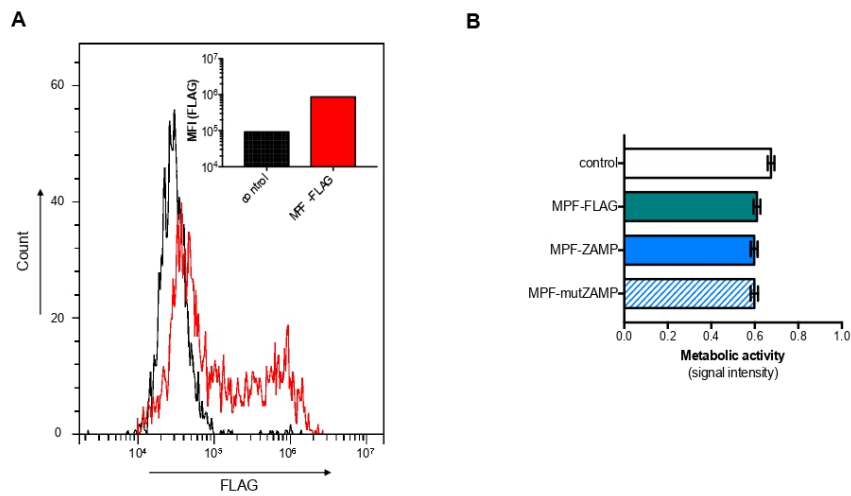 A
B
60
40
20
0
Count
10⁴
10⁵
10⁶
10⁷
FLAG
10⁷
10⁶
10⁵
10⁴
MFI (FLAG)
control
MPF -FLAG
control
MPF-FLAG
MPF-ZAMP
MPF-mutZAMP
0.0
0.2
0.4
0.6
0.8
1.0
Metabolic activity
(signal intensity)